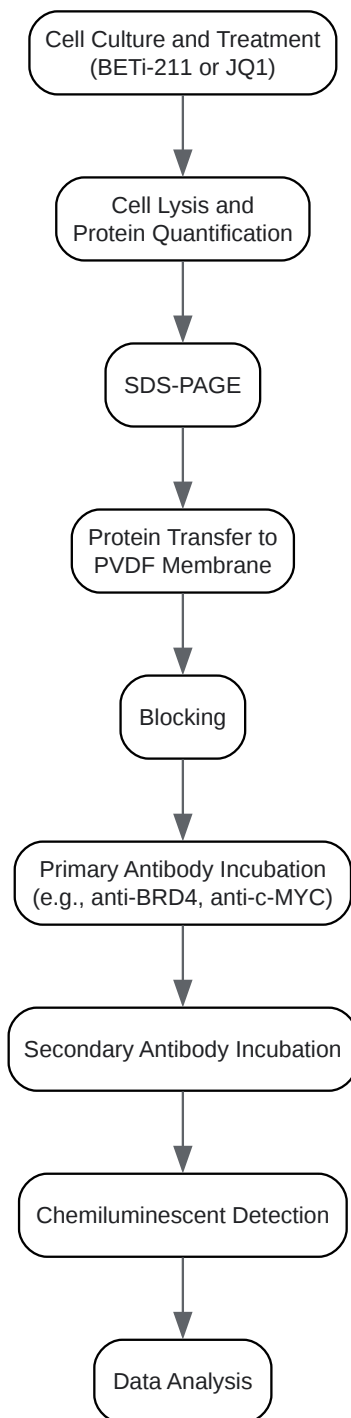 Cell Culture and Treatment
(BETi-211 or JQ1)
Cell Lysis and
Protein Quantification
SDS-PAGE
Protein Transfer to
PVDF Membrane
Blocking
Primary Antibody Incubation
(e.g., anti-BRD4, anti-c-MYC)
Secondary Antibody Incubation
Chemiluminescent Detection
Data Analysis